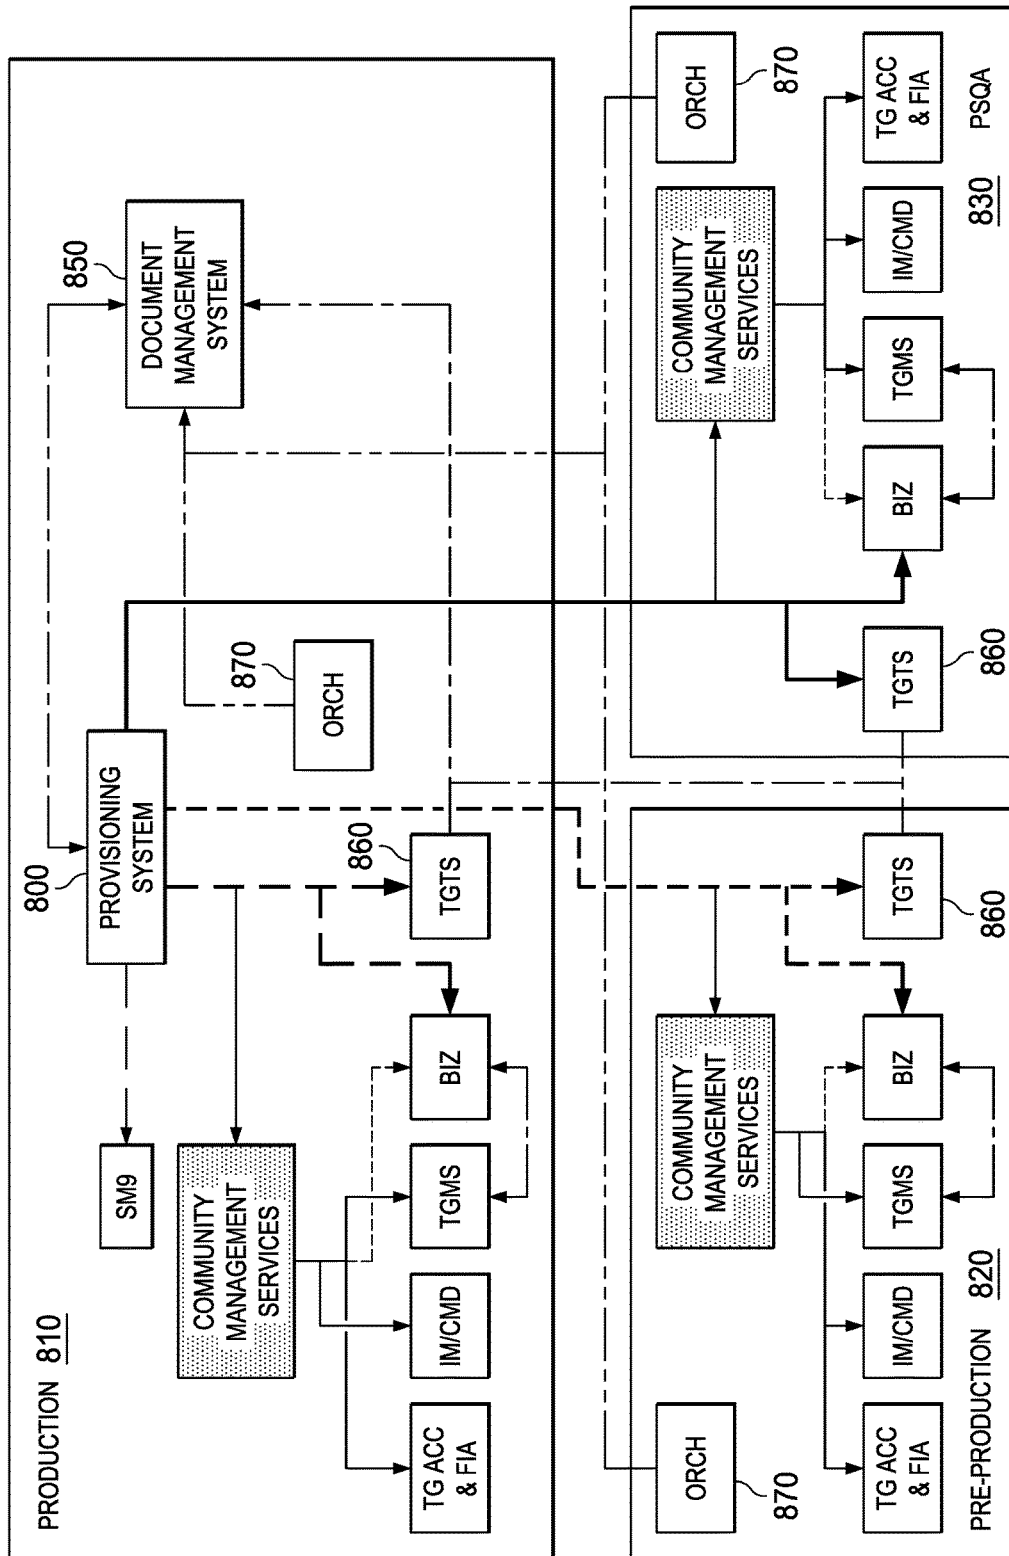 PRODUCTION 810
800
PROVISIONING
SYSTEM
850
DOCUMENT
MANAGEMENT
SYSTEM
SM9
COMMUNITY
MANAGEMENT
SERVICES
870
ORCH
860
TG ACC
& FIA
IM/CMD
TGMS
BIZ
TGTS
ORCH
870
COMMUNITY
MANAGEMENT
SERVICES
TG ACC
& FIA
IM/CMD
TGMS
BIZ
TGTS
860
PRE-PRODUCTION 820
COMMUNITY
MANAGEMENT
SERVICES
ORCH
870
TGTS
860
BIZ
TGMS
IM/CMD
TG ACC
& FIA
830 PSQA